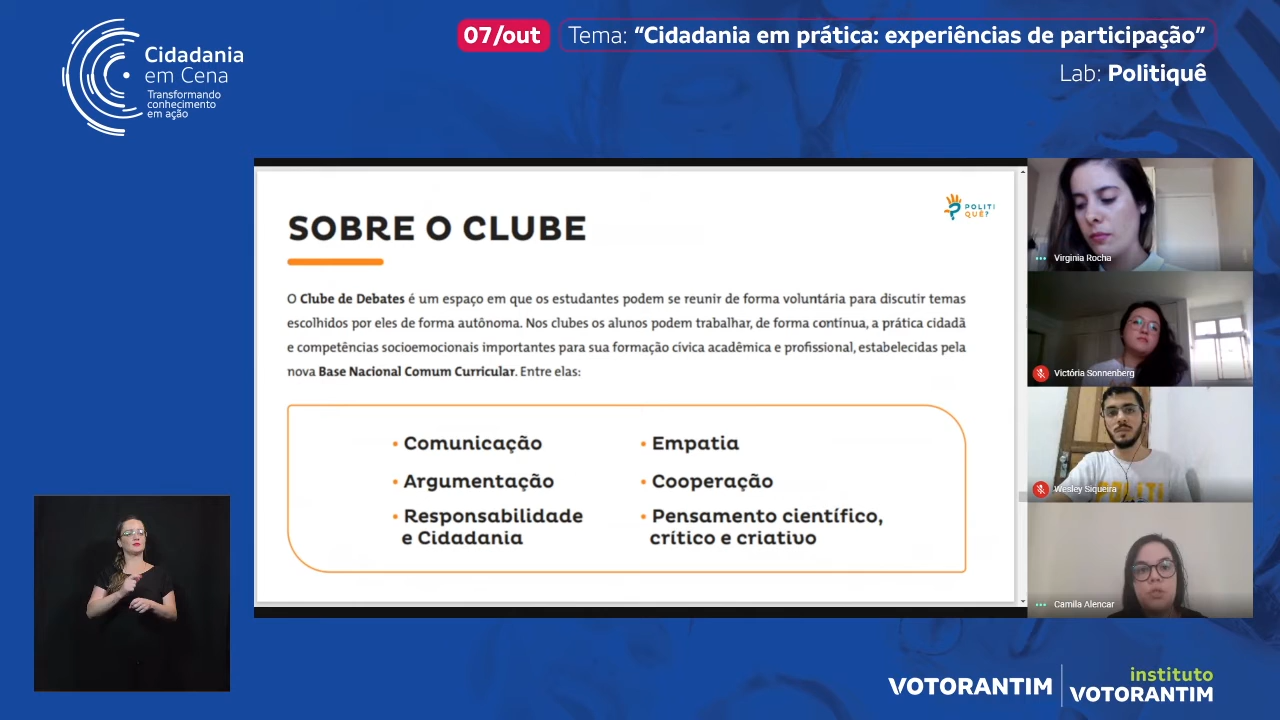 Cidadania
em Cena
Transformando
conhecimento
em ação
07/out Tema: “Cidadania em prática: experiências de participação”
Lab: Politiquê
SOBRE O CLUBE
POLITI
QUÊ?
O Clube de Debates é um espaço em que os estudantes podem se reunir de forma voluntária para discutir temas
escolhidos por eles de forma autônoma. Nos clubes os alunos podem trabalhar, de forma contínua, a prática cidadã
e competências socioemocionais importantes para sua formação cívica acadêmica e profissional, estabelecidas pela
nova Base Nacional Comum Curricular. Entre elas:
• Comunicação
• Argumentação
• Responsabilidade
e Cidadania
• Empatia
• Cooperação
• Pensamento científico,
crítico e criativo
Virginia Rocha
Victória Sonnenberg
Wesley Siqueira
POLITI
Camila Alencar
VOTORANTIM
instituto
VOTORANTIM